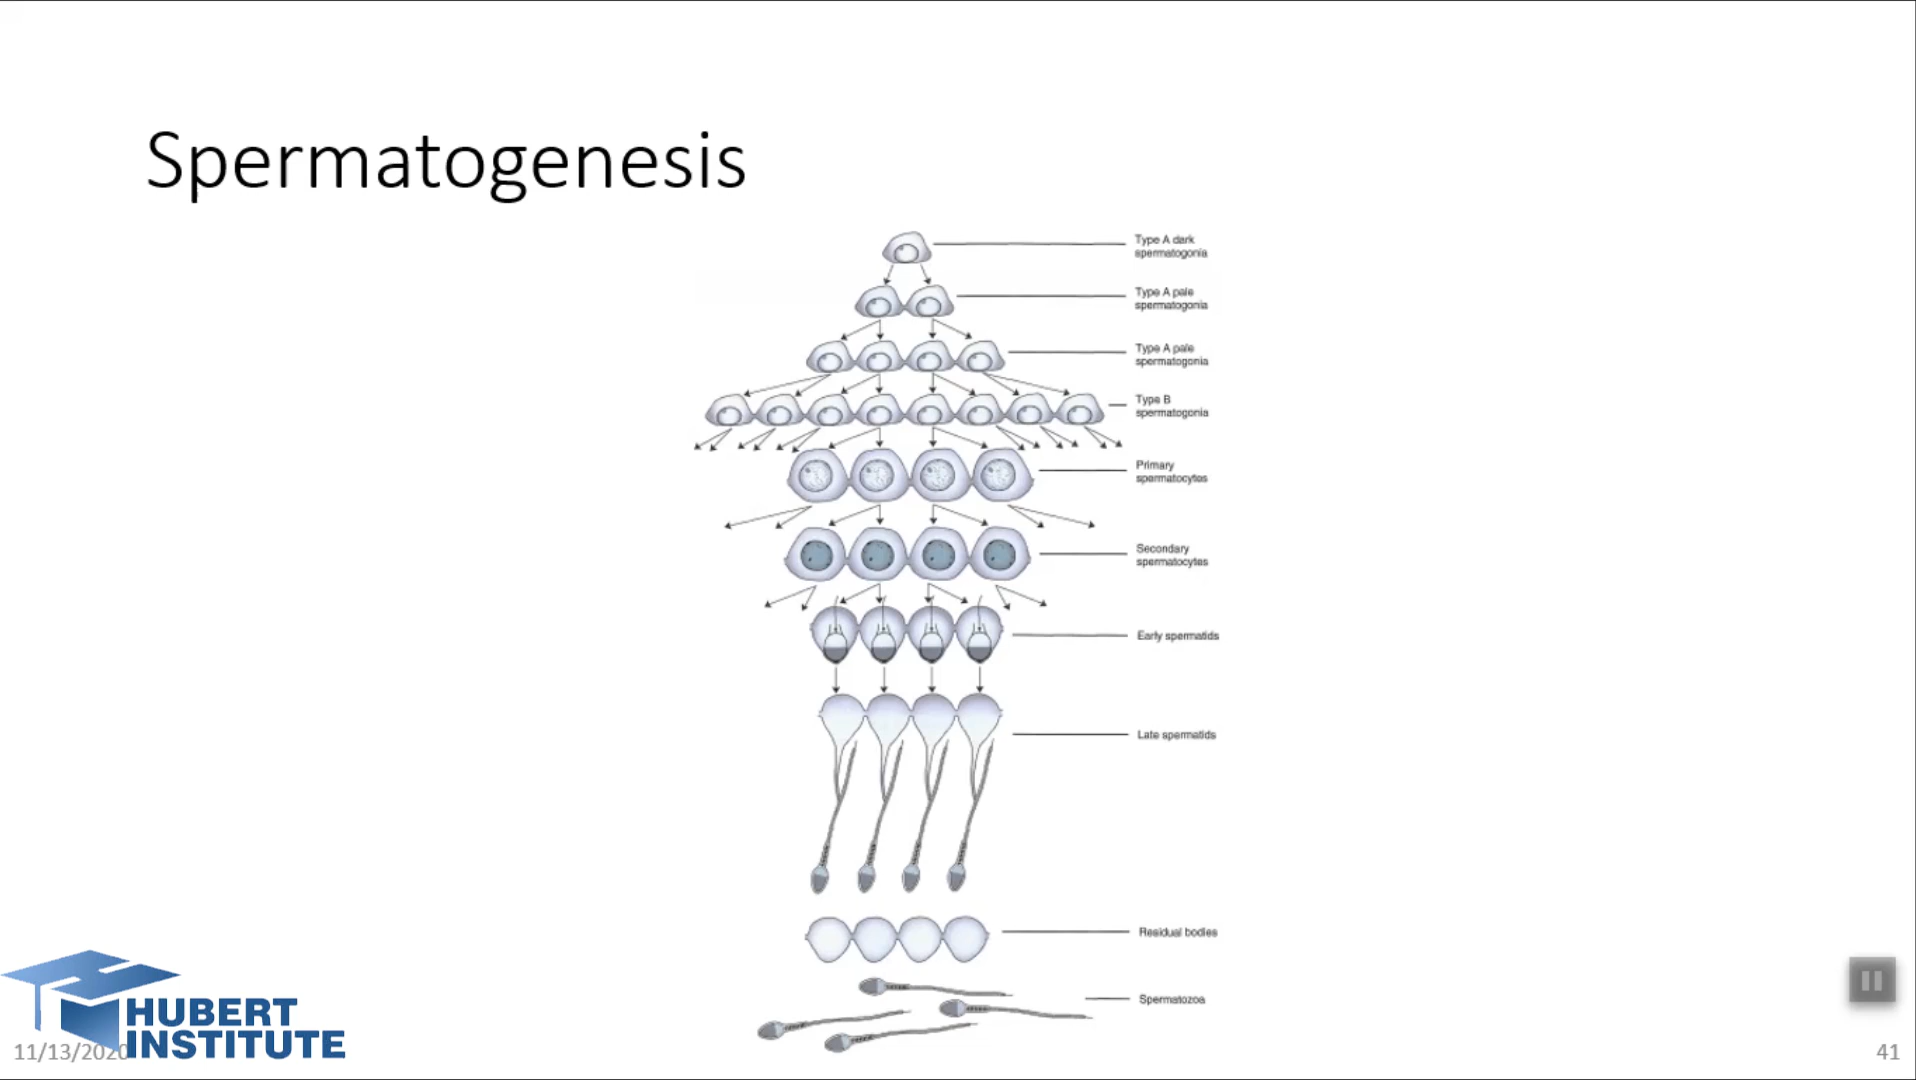 Spermatogenesis
Type A dark
spermatogonia
Type A pale
spermatogonia
Type A pale
spermatogonia
Type B
spermatogonia
Primary
spermatocytes
Secondary
spermatocytes
Early spermatids
Late spermatids
Residual bodies
Spermatozoa
HUBERT
INSTITUTE
11/13/2020
41